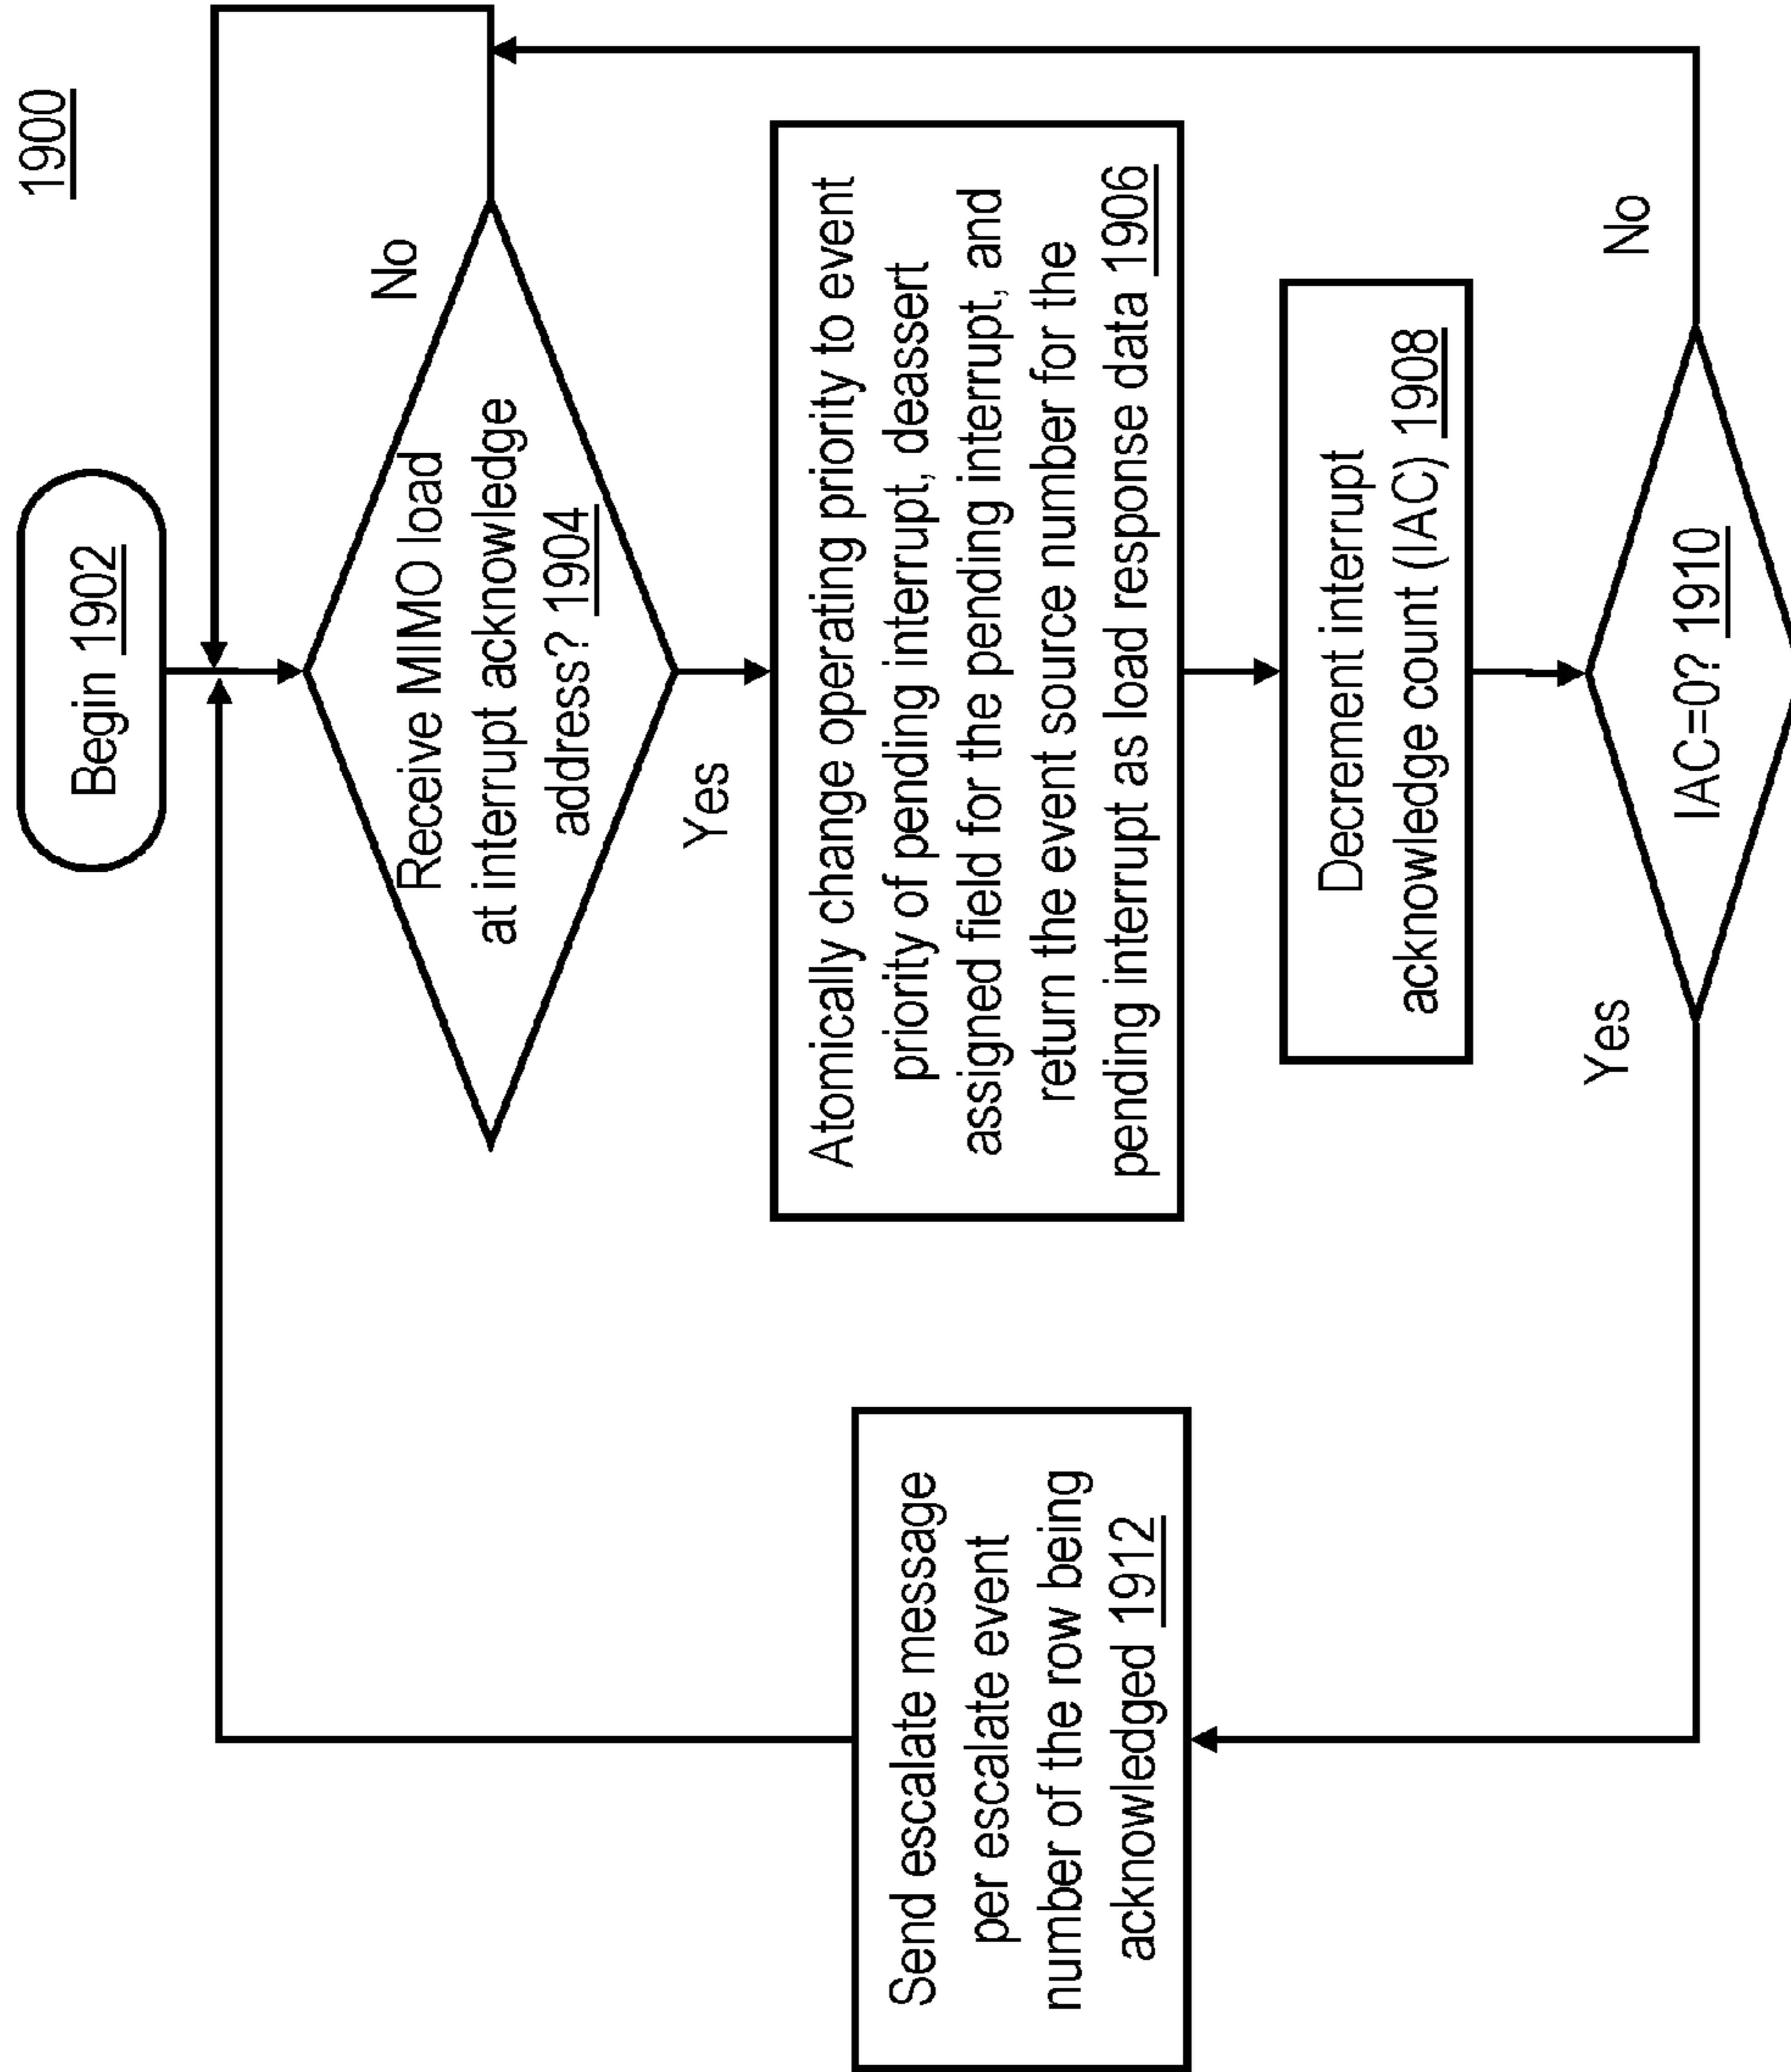 1900
Begin 1902
Receive MIMO load
at interrupt acknowledge
address? 1904
No
Yes
Atomically change operating priority to event
priority of pending interrupt, deassert
assigned field for the pending interrupt, and
return the event source number for the
pending interrupt as load response data 1906
Decrement interrupt
acknowledge count (IAC) 1908
IAC=0? 1910
No
Yes
Send escalate message
per escalate event
number of the row being
acknowledged 1912